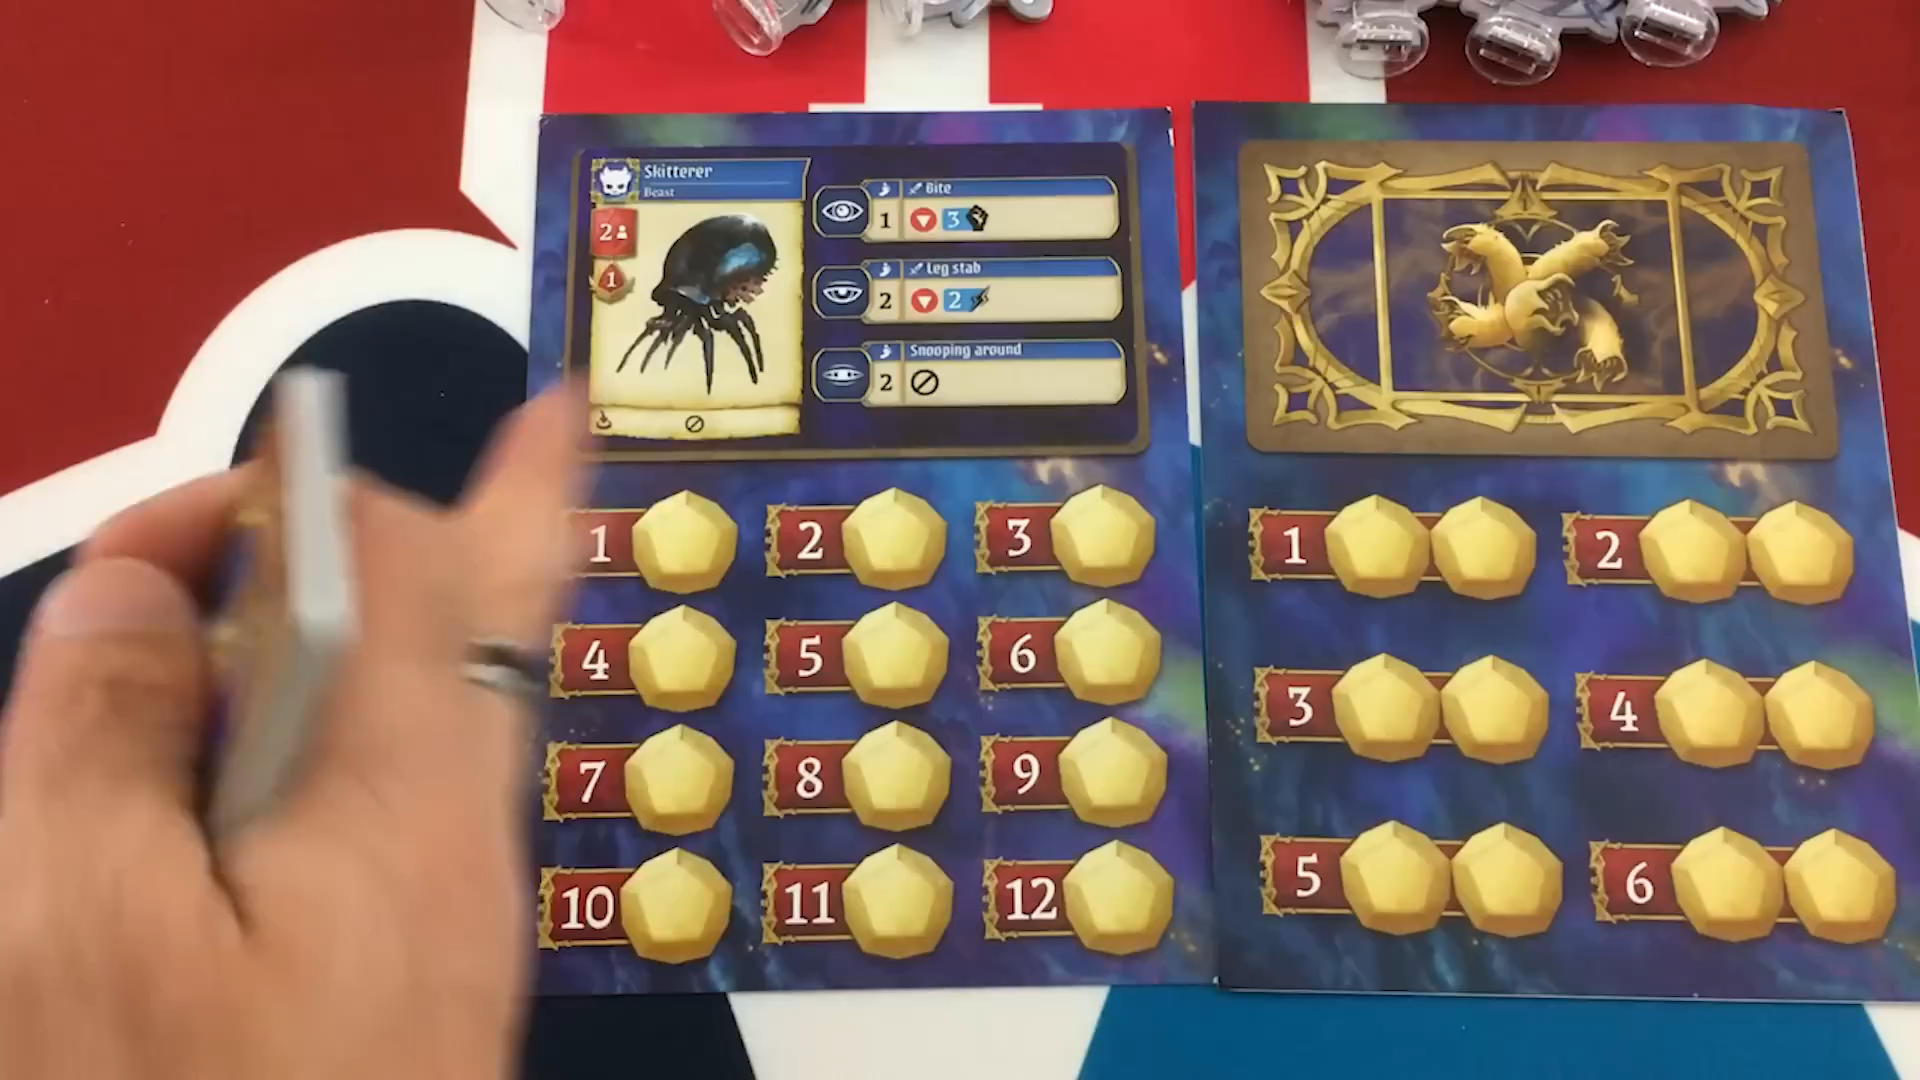 Skitterer
Beast
2
1
Bite
1 3
Leg stab
2 2
Snooping around
2
1 2 3
4 5 6
7 8 9
10 11 12
1 2
3 4
5 6